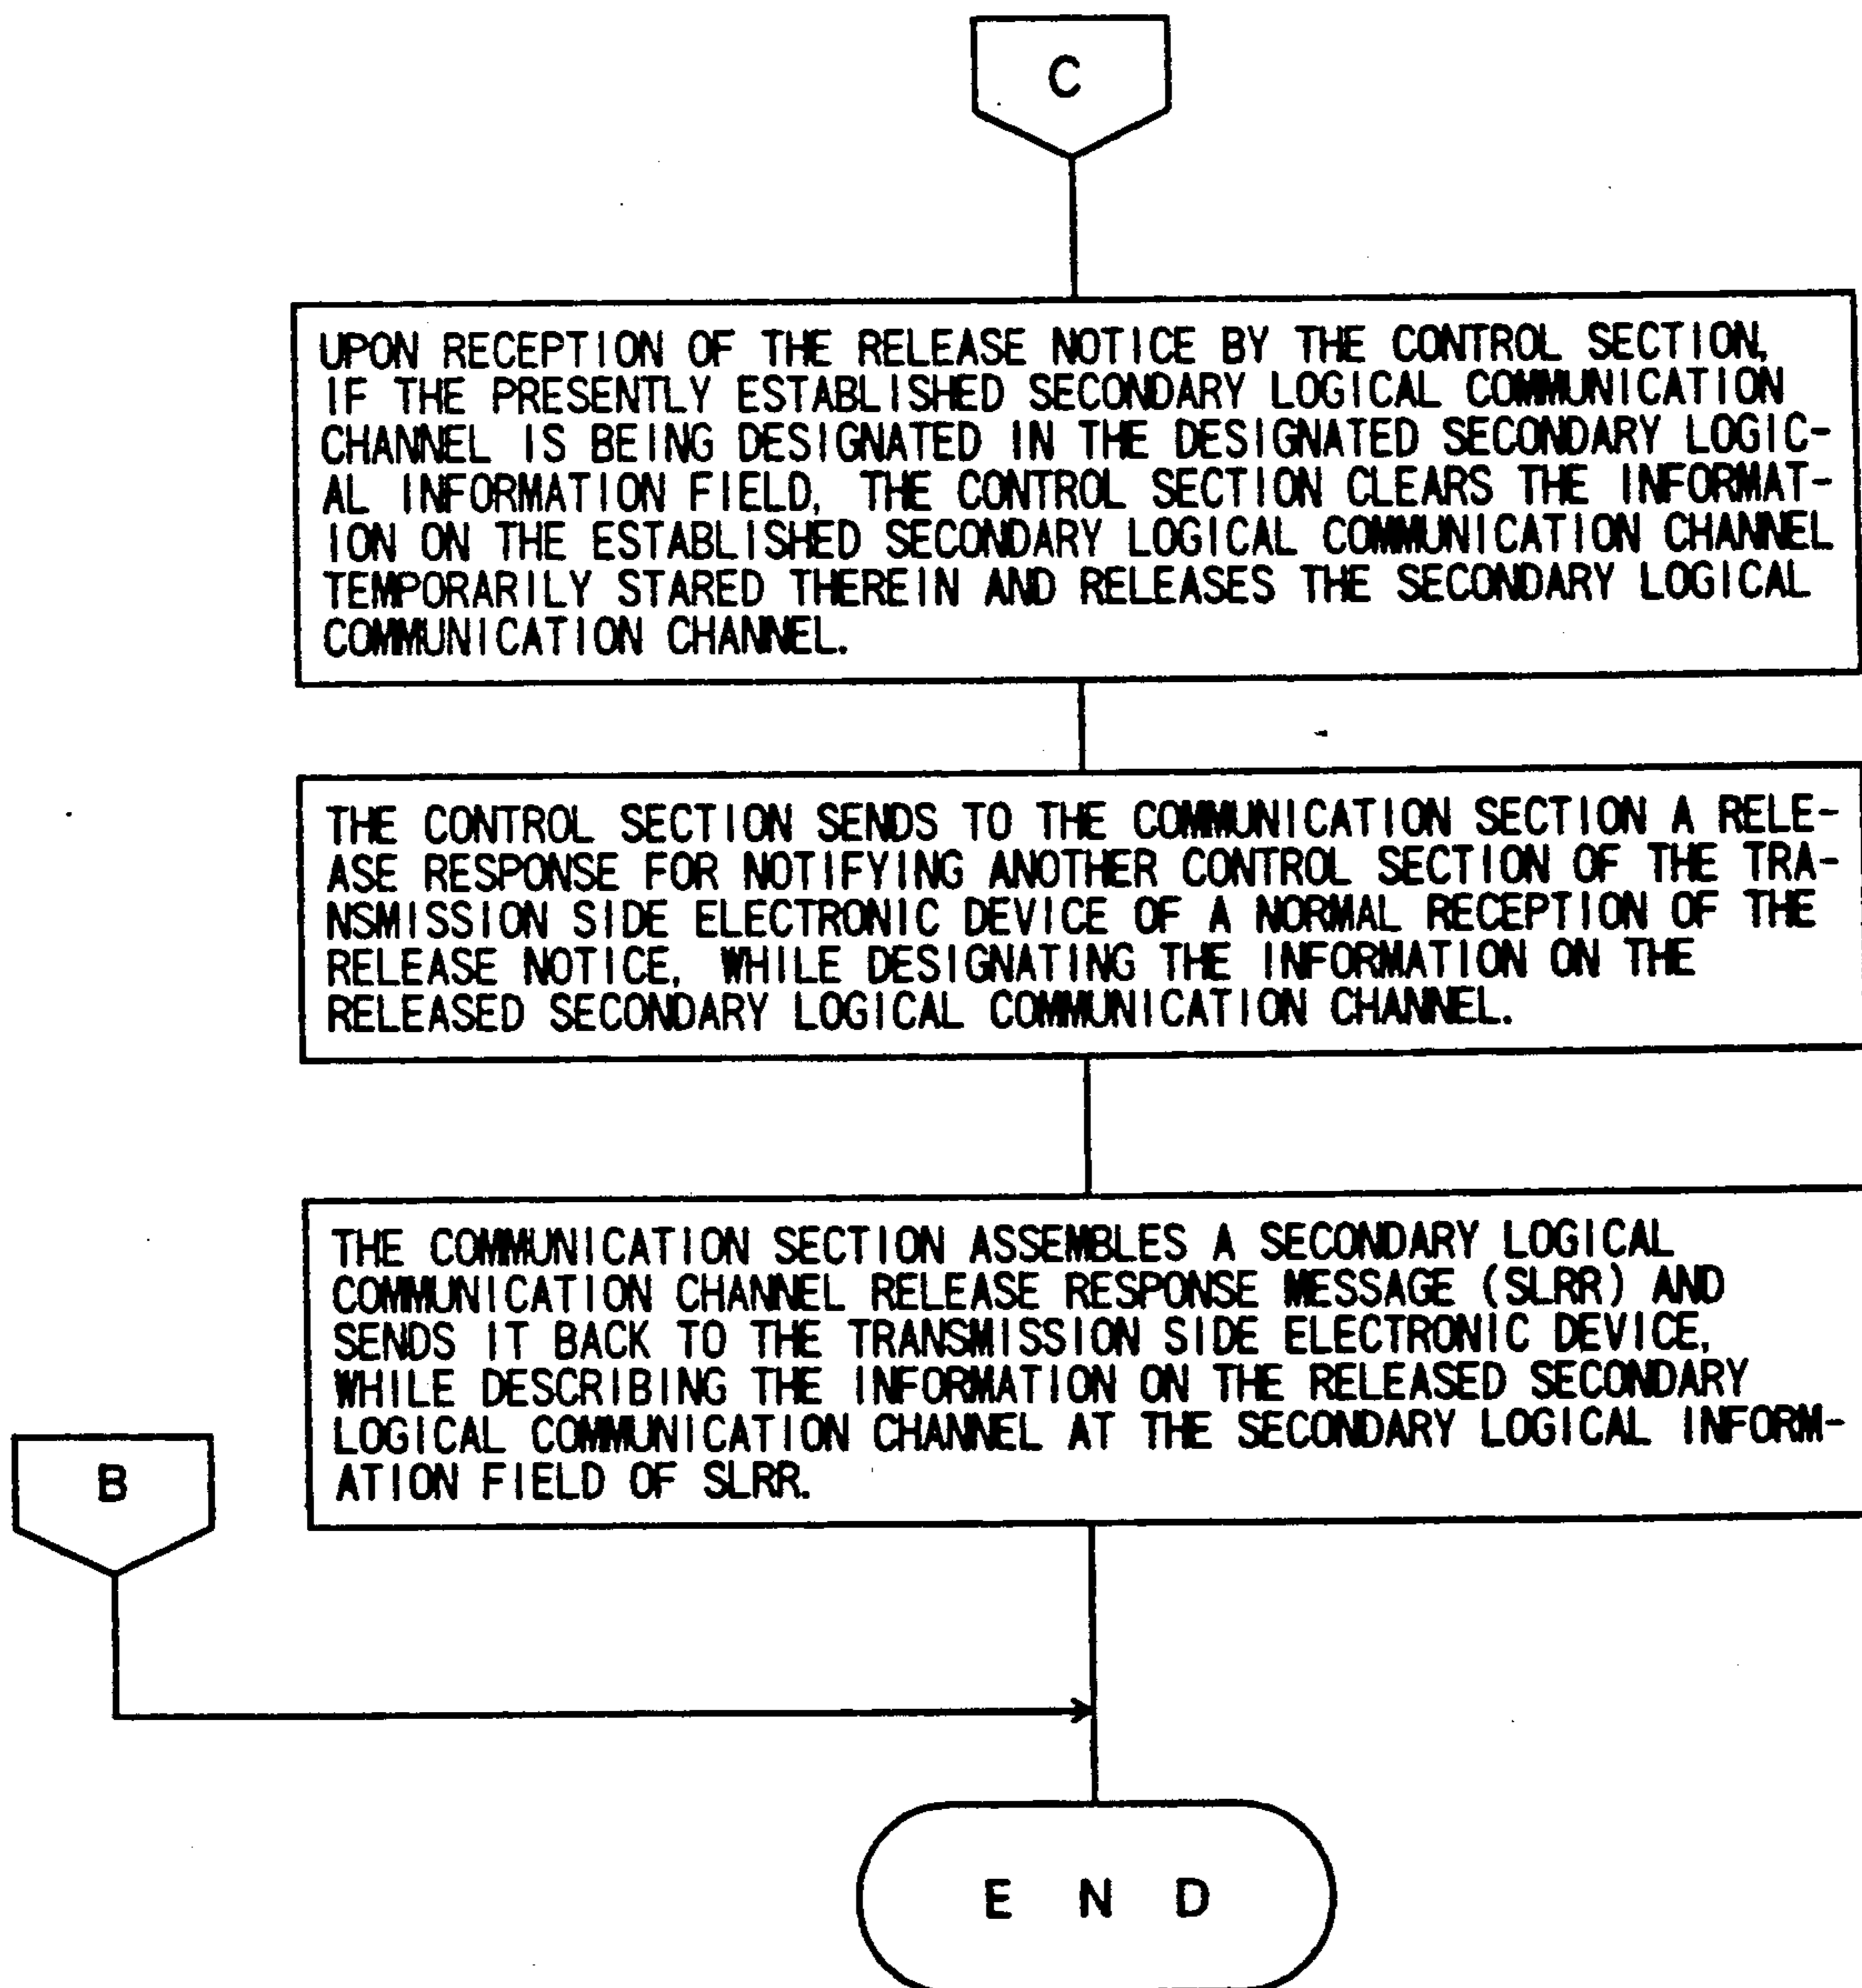 C
UPON RECEPTION OF THE RELEASE NOTICE BY THE CONTROL SECTION,
IF THE PRESENTLY ESTABLISHED SECONDARY LOGICAL COMMUNICATION
CHANNEL IS BEING DESIGNATED IN THE DESIGNATED SECONDARY LOGIC-
AL INFORMATION FIELD, THE CONTROL SECTION CLEARS THE INFORMAT-
ION ON THE ESTABLISHED SECONDARY LOGICAL COMMUNICATION CHANNEL
TEMPORARILY STARED THEREIN AND RELEASES THE SECONDARY LOGICAL
COMMUNICATION CHANNEL.
THE CONTROL SECTION SENDS TO THE COMMUNICATION SECTION A RELE-
ASE RESPONSE FOR NOTIFYING ANOTHER CONTROL SECTION OF THE TRA-
NSMISSION SIDE ELECTRONIC DEVICE OF A NORMAL RECEPTION OF THE
RELEASE NOTICE, WHILE DESIGNATING THE INFORMATION ON THE
RELEASED SECONDARY LOGICAL COMMUNICATION CHANNEL.
THE COMMUNICATION SECTION ASSEMBLES A SECONDARY LOGICAL
COMMUNICATION CHANNEL RELEASE RESPONSE MESSAGE (SLRR) AND
SENDS IT BACK TO THE TRANSMISSION SIDE ELECTRONIC DEVICE,
WHILE DESCRIBING THE INFORMATION ON THE RELEASED SECONDARY
LOGICAL COMMUNICATION CHANNEL AT THE SECONDARY LOGICAL INFORM-
ATION FIELD OF SLRR.
B
E N D